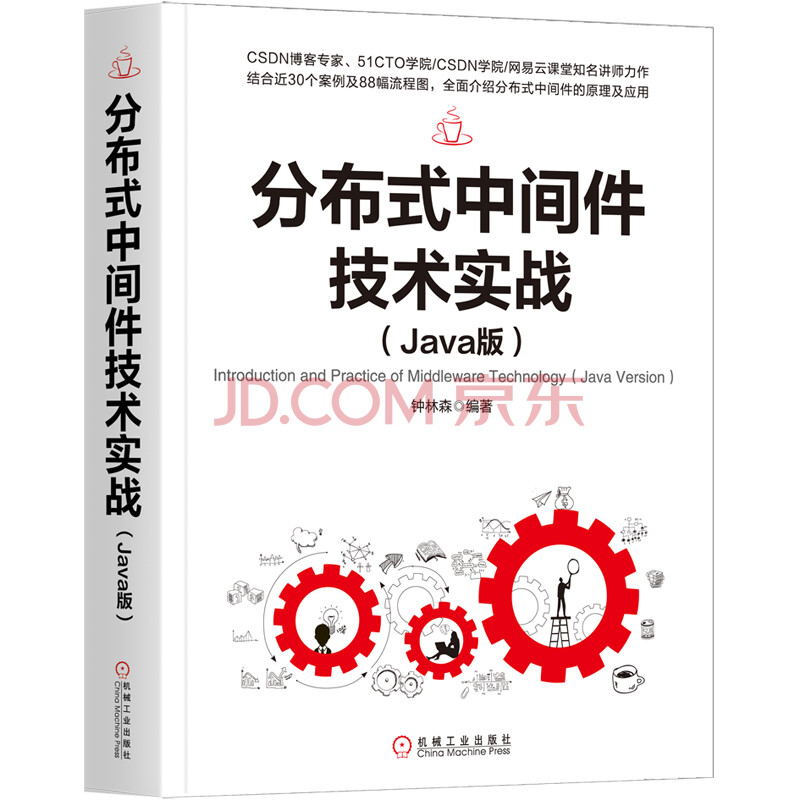 CSDN博客专家、51CTO学院/CSDN学院/网易云课堂知名讲师力作
结合近30个案例及88幅流程图，全面介绍分布式中间件的原理及应用
分布式中间件
技术实战
（Java版）
Introduction and Practice of Middleware Technology（Java Version）
JD.COM 京东
钟林森◎编著
机械工业出版社
China Machine Press
分布式中间件技术实战
（Java版）
机械工业出版社
China Machine Press